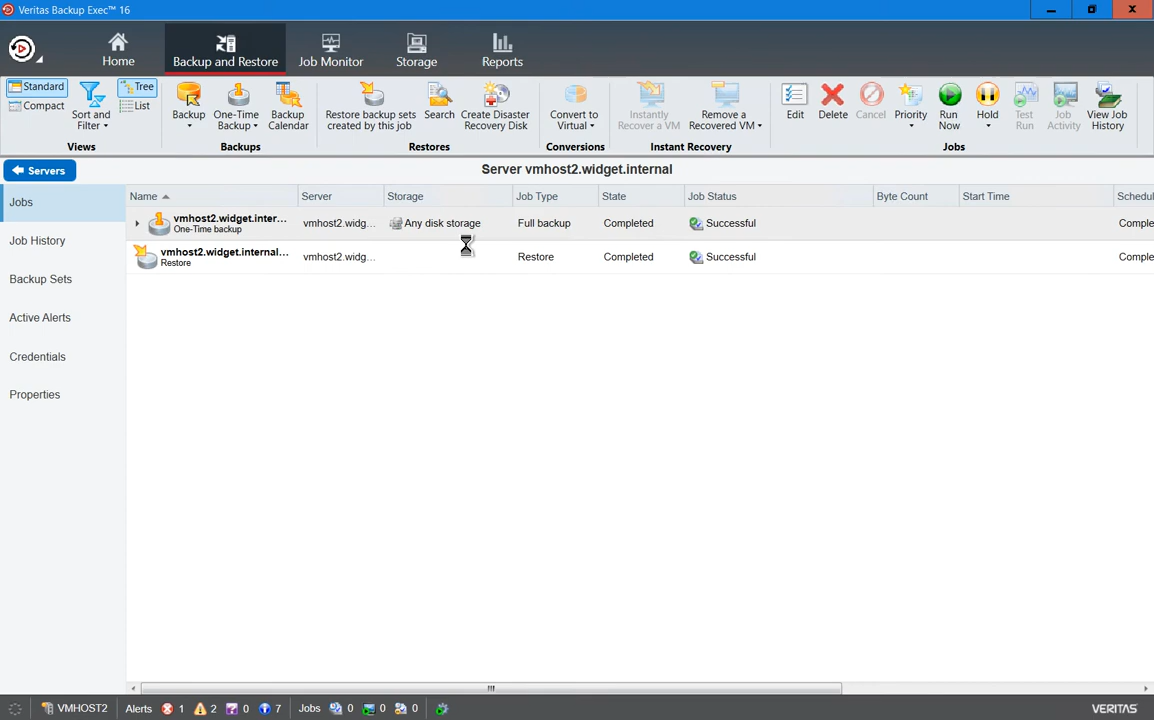 Veritas Backup Exec™ 16
Home
Backup and Restore
Job Monitor
Storage
Reports
Standard
Compact
Sort and
Filter
Tree
List
Views
Backup
One-Time
Backup
Backup
Calendar
Backups
Restore backup sets
created by this job
Search
Create Disaster
Recovery Disk
Restores
Convert to
Virtual
Conversions
Instantly
Recover a VM
Remove a
Recovered VM
Instant Recovery
Edit
Delete
Cancel
Priority
Run
Now
Hold
Test
Run
Job
Activity
View Job
History
Jobs
Servers
Server vmhost2.widget.internal
Jobs
Job History
Backup Sets
Active Alerts
Credentials
Properties
Name Server Storage Job Type State Job Status Byte Count Start Time Schedul
vmhost2.widget.inter... vmhost2.widg... Any disk storage Full backup Completed Successful Comple
One-Time backup
vmhost2.widget.internal... vmhost2.widg... Restore Completed Successful Comple
Restore
VMHOST2 Alerts 1 2 0 7 Jobs 0 0 0 VERITAS